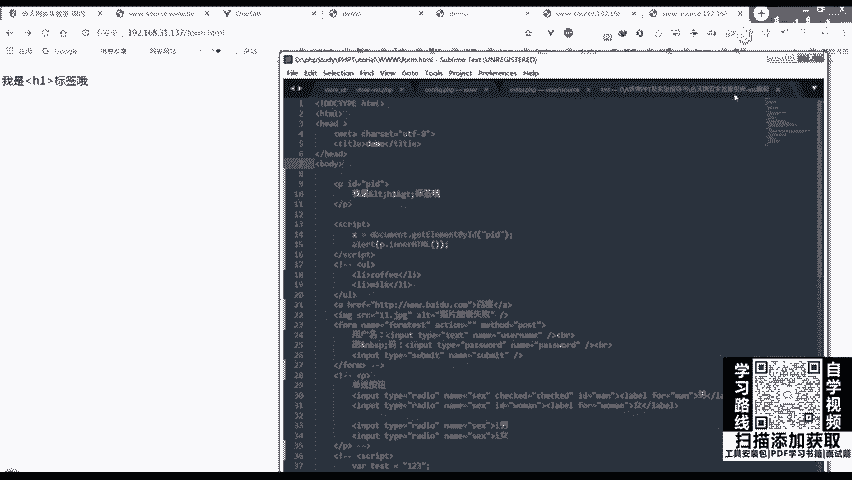 demo
demo
192.168.31.137
Google
我是<h1>标签哦
Sublime Text (UNREGISTERED)
File Edit Selection Find View Goto Tools Project Preferences Help
1 <!DOCTYPE html>
2 <html>
3 <head >
4 <meta charset="utf-8">
5 <title>demo</title>
6 </head>
<body>
8
9 <p id="pid">
10 我是&lt;h1&gt;标签哦
11 </p>
12
13 <script>
14 x = document.getElementById("pid");
15 alert(p.innerHTML());
16 </script>
17 <!-- <ul>
18 <li>coffee</li>
19 <li>milk</li>
20 </ul>
21 <a href="http://www.baidu.com">百度</a>
22 <img src="11.jpg" alt="图片加载失败" />
23 <form name="formtest" action="" method="post">
24 用户名：<input type="text" name="username" /><br>
25 密&nbsp;码：<input type="password" name="password" /><br>
26 <input type="submit" name="submit" />
27 </form> -->
28 <!-- <p>
29 单选按钮
30 <input type="radio" name="sex" checked="checked" id="man"><label for="man">男</la
31 <input type="radio" name="sex" id="woman"><label for="woman">女</label>
32
33 <input type="radio" name="sex">男
34 <input type="radio" name="sex">女
35 </p> -->
36 <!-- <script>
37 var test = "123";
学习路线
自学视频
扫描添加获取
工具安装包|PDF学习书籍|面试题